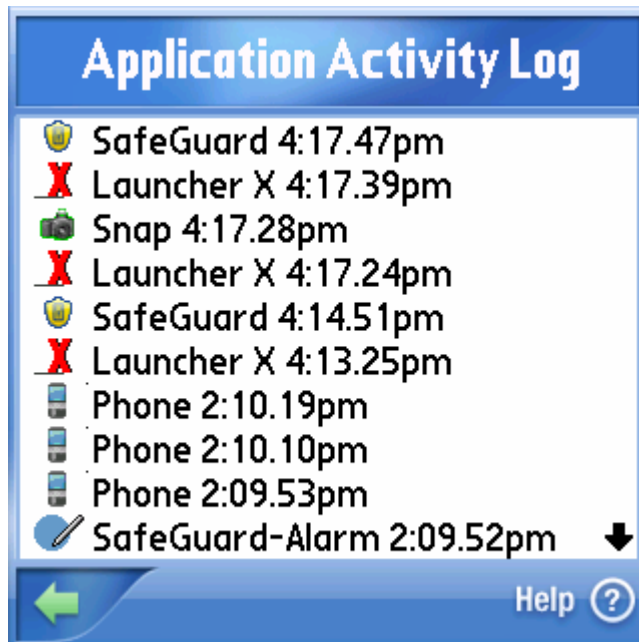 Application Activity Log
SafeGuard 4:17.47pm
Launcher X 4:17.39pm
Snap 4:17.28pm
Launcher X 4:17.24pm
SafeGuard 4:14.51pm
Launcher X 4:13.25pm
Phone 2:10.19pm
Phone 2:10.10pm
Phone 2:09.53pm
SafeGuard-Alarm 2:09.52pm
Help ?